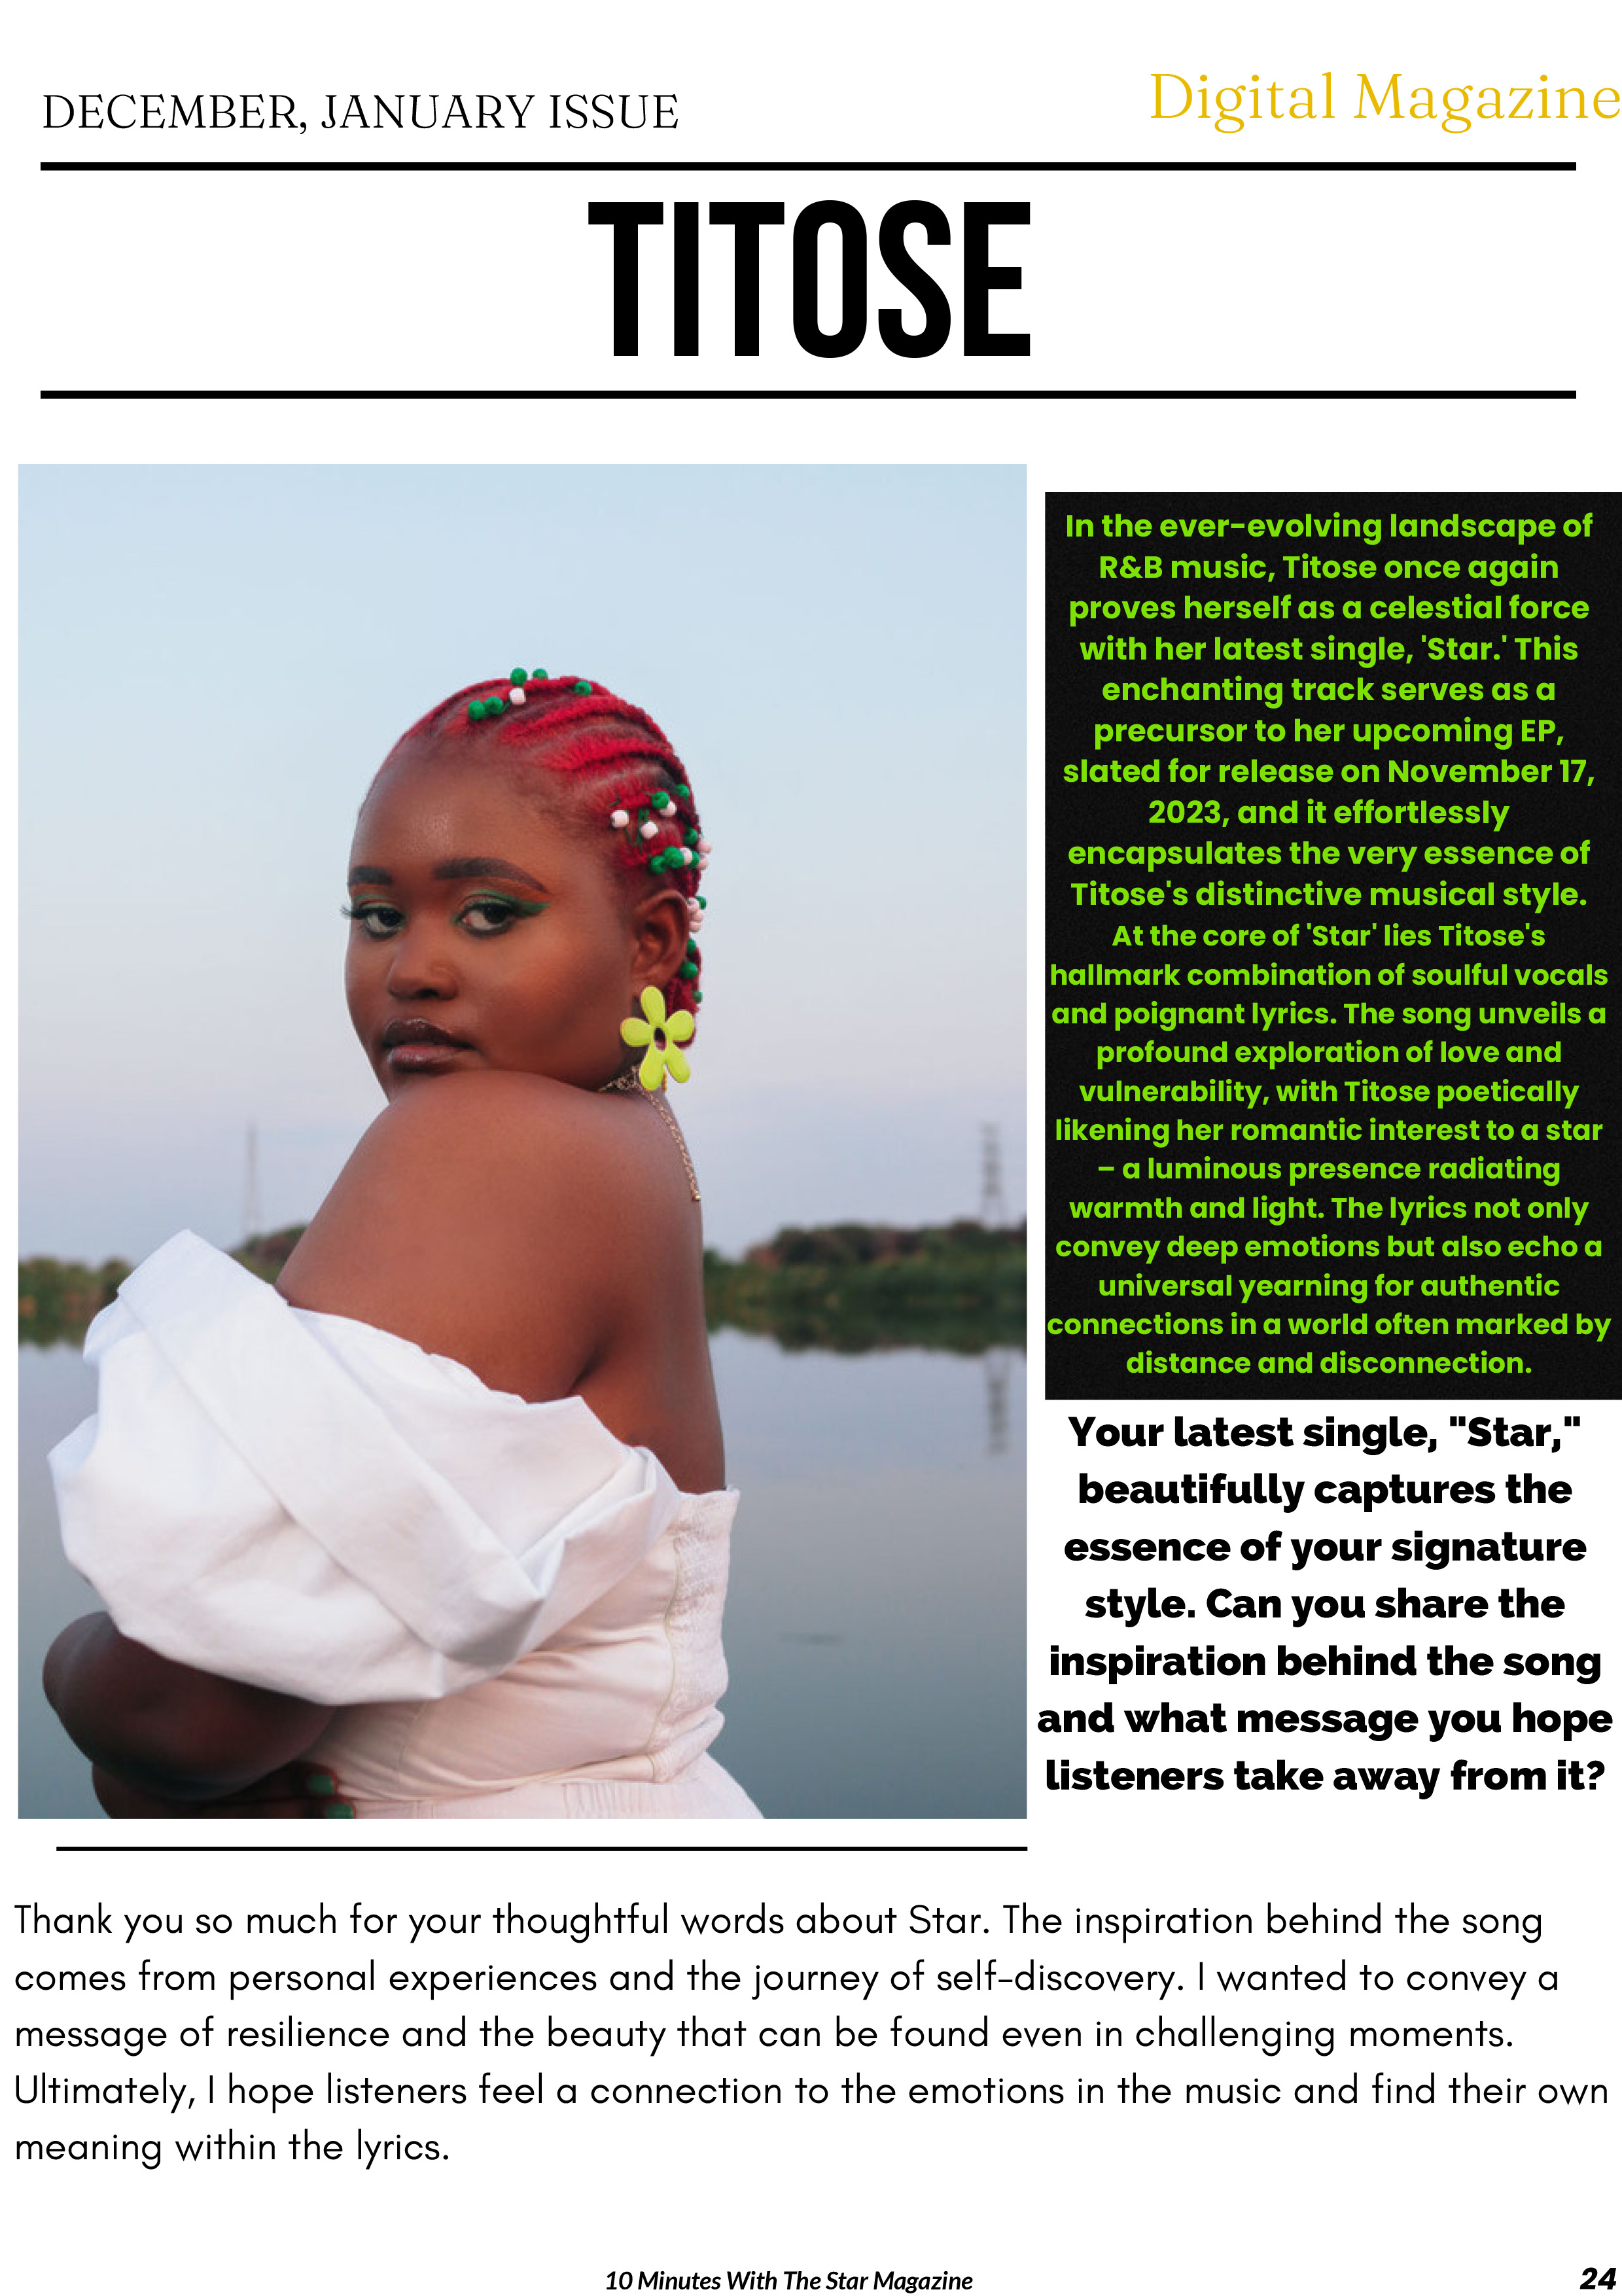 DECEMBER, JANUARY ISSUE
Digital Magazine
TITOSE
In the ever-evolving landscape of
R&B music, Titose once again
proves herself as a celestial force
with her latest single, 'Star.' This
enchanting track serves as a
precursor to her upcoming EP,
slated for release on November 17,
2023, and it effortlessly
encapsulates the very essence of
Titose's distinctive musical style.
At the core of 'Star' lies Titose's
hallmark combination of soulful vocals
and poignant lyrics. The song unveils a
profound exploration of love and
vulnerability, with Titose poetically
likening her romantic interest to a star
– a luminous presence radiating
warmth and light. The lyrics not only
convey deep emotions but also echo a
universal yearning for authentic
connections in a world often marked by
distance and disconnection.
Your latest single, "Star,"
beautifully captures the
essence of your signature
style. Can you share the
inspiration behind the song
and what message you hope
listeners take away from it?
Thank you so much for your thoughtful words about Star. The inspiration behind the song
comes from personal experiences and the journey of self-discovery. I wanted to convey a
message of resilience and the beauty that can be found even in challenging moments.
Ultimately, I hope listeners feel a connection to the emotions in the music and find their own
meaning within the lyrics.
10 Minutes With The Star Magazine
24